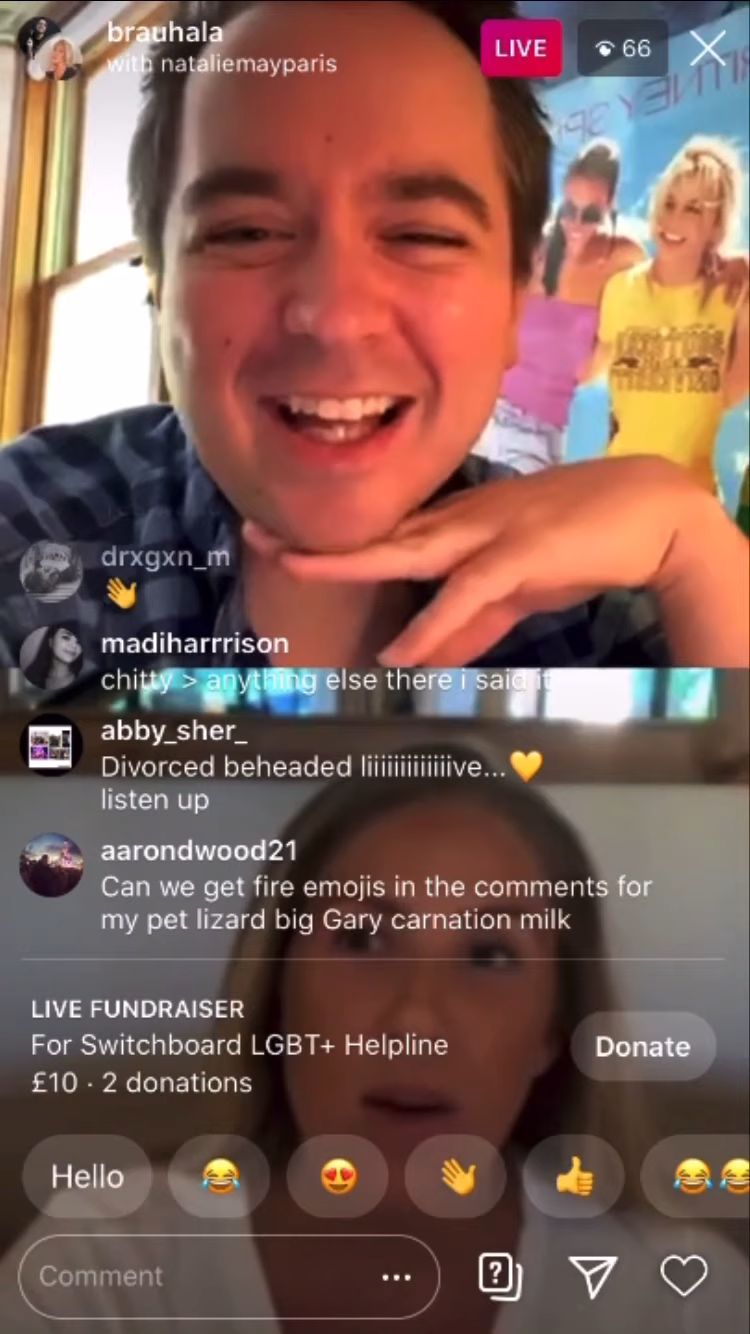 brauhala
with nataliemayparis
LIVE
66
drxgxn_m
👋
madiharrrison
chitty > anything else there i said it
abby_sher_
Divorced beheaded liiiiiiiiiiiiive...💛
listen up
aarondwood21
Can we get fire emojis in the comments for
my pet lizard big Gary carnation milk
LIVE FUNDRAISER
For Switchboard LGBT+ Helpline
£10 · 2 donations
Donate
Hello 😂 😍 👋 👍 😂😂
Comment